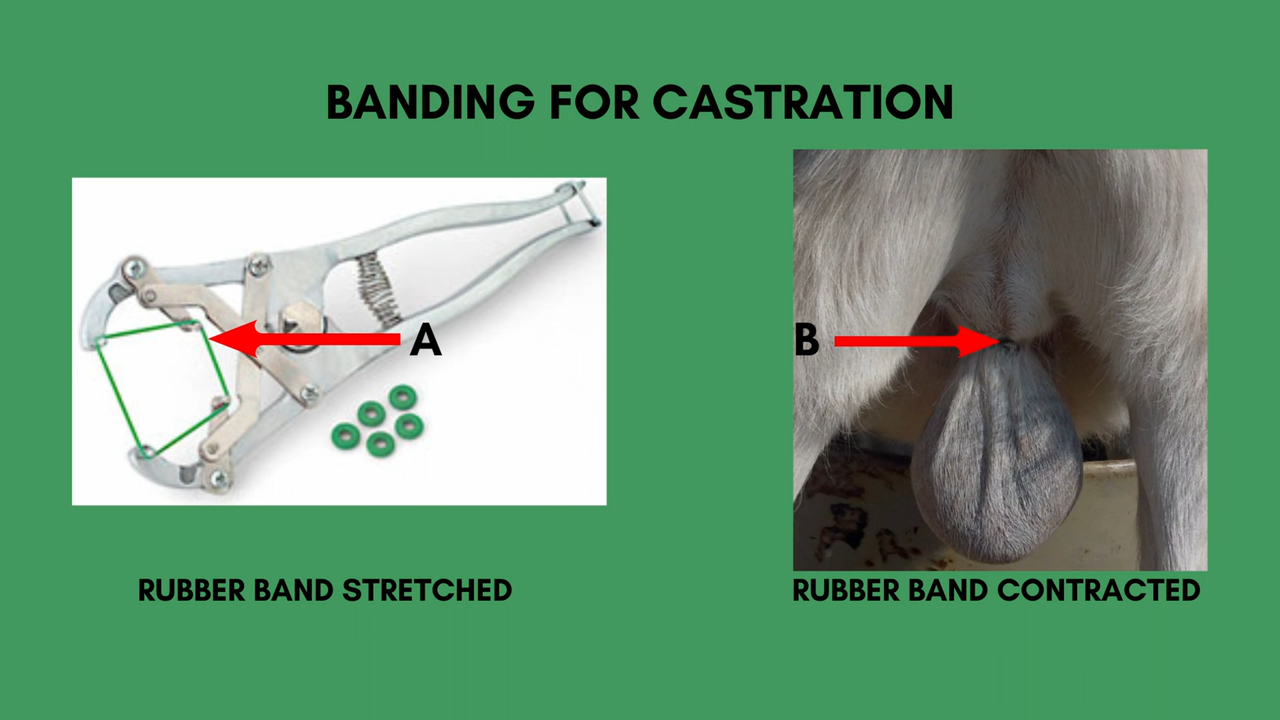 BANDING FOR CASTRATION
A
B
RUBBER BAND STRETCHED
RUBBER BAND CONTRACTED